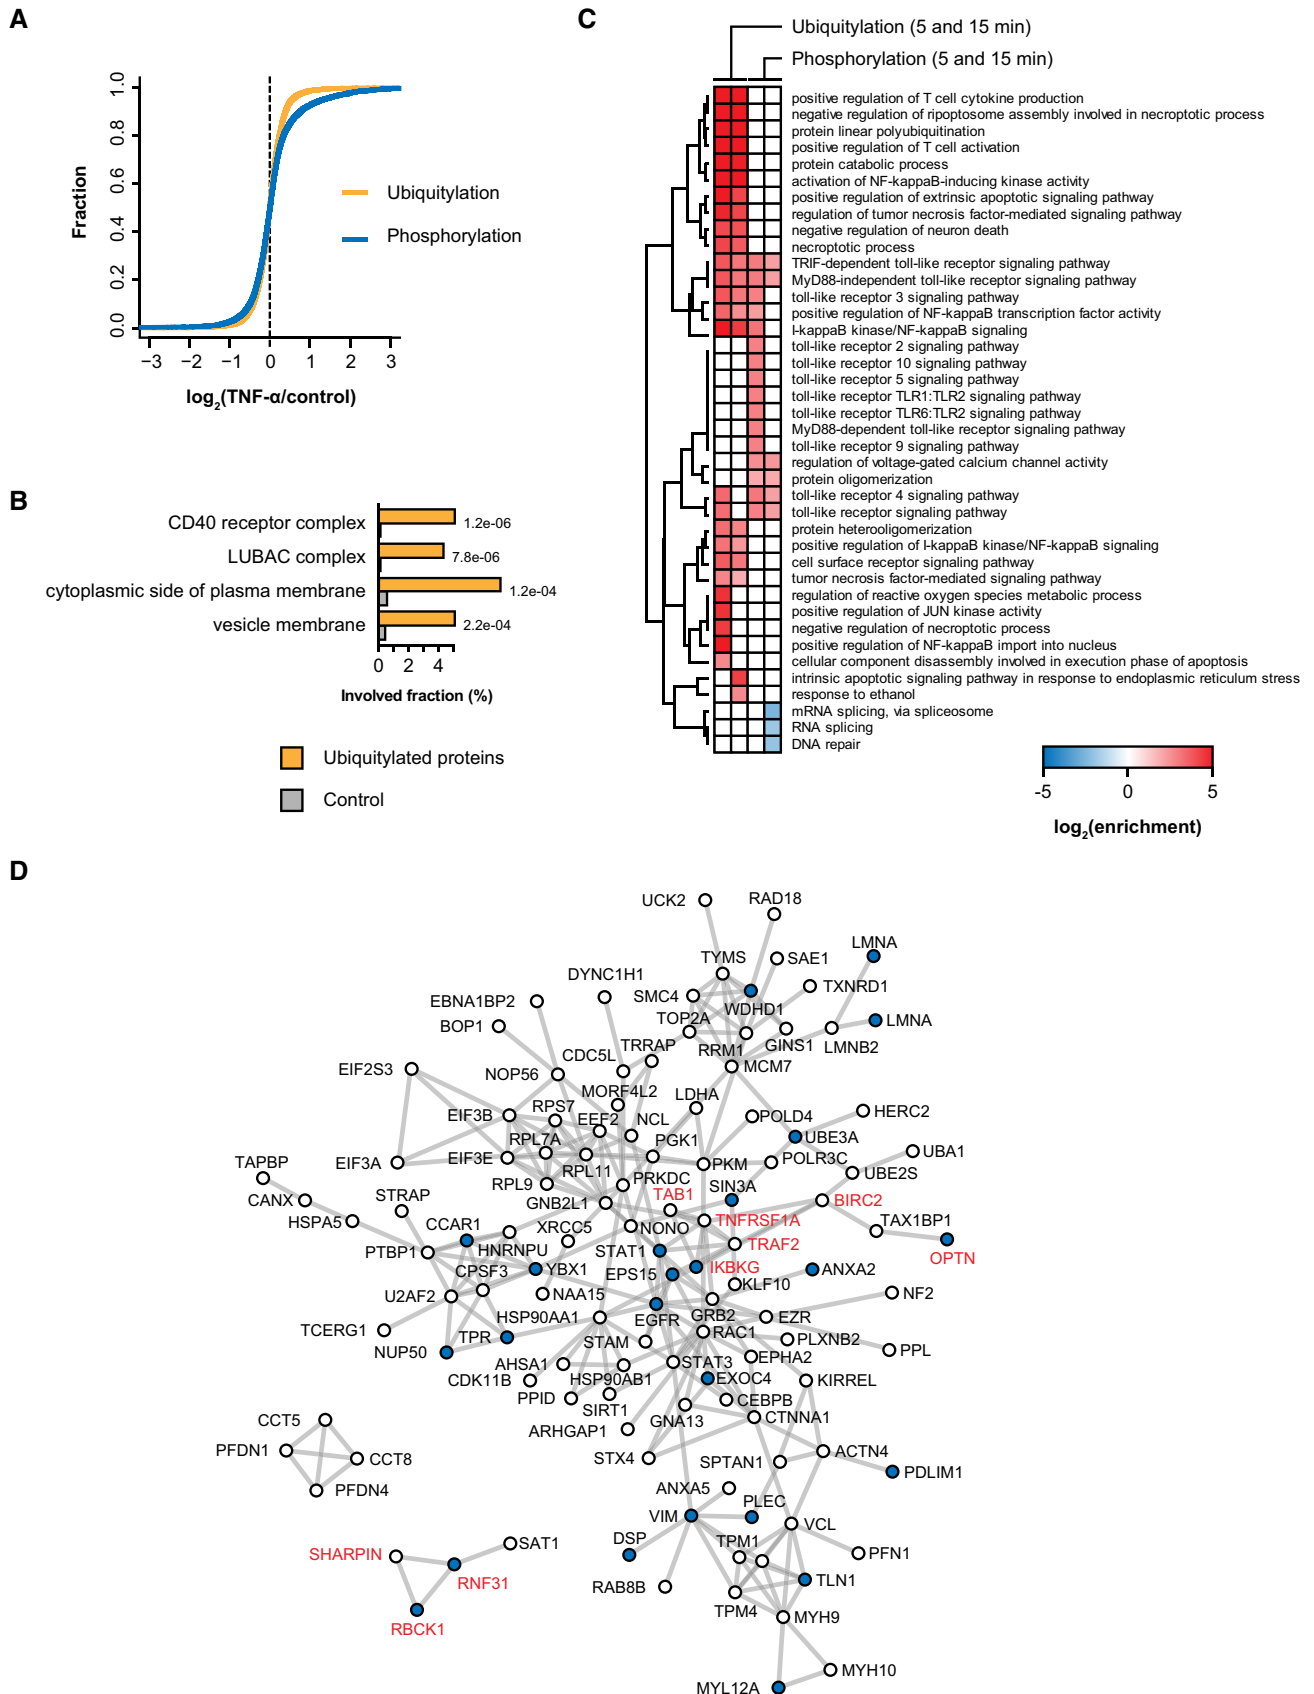 A
Fraction
0.0
0.2
0.4
0.6
0.8
1.0
Ubiquitylation
Phosphorylation
−3 −2 −1 0 1 2 3
log2(TNF-α/control)
B
CD40 receptor complex 1.2e-06
LUBAC complex 7.8e-06
cytoplasmic side of plasma membrane 1.2e-04
vesicle membrane 2.2e-04
0 2 4
Involved fraction (%)
Ubiquitylated proteins
Control
C
Ubiquitylation (5 and 15 min)
Phosphorylation (5 and 15 min)
positive regulation of T cell cytokine production
negative regulation of ripoptosome assembly involved in necroptotic process
protein linear polyubiquitination
positive regulation of T cell activation
protein catabolic process
activation of NF-kappaB-inducing kinase activity
positive regulation of extrinsic apoptotic signaling pathway
regulation of tumor necrosis factor-mediated signaling pathway
negative regulation of neuron death
necroptotic process
TRIF-dependent toll-like receptor signaling pathway
MyD88-independent toll-like receptor signaling pathway
toll-like receptor 3 signaling pathway
positive regulation of NF-kappaB transcription factor activity
I-kappaB kinase/NF-kappaB signaling
toll-like receptor 2 signaling pathway
toll-like receptor 10 signaling pathway
toll-like receptor 5 signaling pathway
toll-like receptor TLR1:TLR2 signaling pathway
toll-like receptor TLR6:TLR2 signaling pathway
MyD88-dependent toll-like receptor signaling pathway
toll-like receptor 9 signaling pathway
regulation of voltage-gated calcium channel activity
protein oligomerization
toll-like receptor 4 signaling pathway
toll-like receptor signaling pathway
protein heterooligomerization
positive regulation of I-kappaB kinase/NF-kappaB signaling
cell surface receptor signaling pathway
tumor necrosis factor-mediated signaling pathway
regulation of reactive oxygen species metabolic process
positive regulation of JUN kinase activity
negative regulation of necroptotic process
positive regulation of NF-kappaB import into nucleus
cellular component disassembly involved in execution phase of apoptosis
intrinsic apoptotic signaling pathway in response to endoplasmic reticulum stress
response to ethanol
mRNA splicing, via spliceosome
RNA splicing
DNA repair
-5 0 5
log2(enrichment)
D
UCK2
RAD18
LMNA
TYMS
SAE1
DYNC1H1
TXNRD1
EBNA1BP2
SMC4
WDHD1
TOP2A
LMNA
BOP1
TRRAP
RRM1
GINS1
LMNB2
CDC5L
MCM7
EIF2S3
NOP56
MORF4L2
LDHA
EIF3B
RPS7
EEF2
NCL
POLD4
HERC2
RPL7A
PGK1
UBE3A
EIF3A
EIF3E
RPL11
PKM
POLR3C
UBA1
TAPBP
UBE2S
RPL9
PRKDC
SIN3A
CANX
STRAP
GNB2L1
TAB1
BIRC2
HSPA5
CCAR1
XRCC5
NONO
TNFRSF1A
TAX1BP1
PTBP1
HNRNPU
STAT1
TRAF2
OPTN
CPSF3
YBX1
EPS15
IKBKG
ANXA2
U2AF2
NAA15
KLF10
NF2
HSP90AA1
EGFR
GRB2
EZR
TCERG1
TPR
STAM
RAC1
PLXNB2
NUP50
PPL
AHSA1
STAT3
EPHA2
CDK11B
HSP90AB1
EXOC4
KIRREL
PPID
SIRT1
CEBPB
ARHGAP1
GNA13
CTNNA1
CCT5
PFDN1
CCT8
PFDN4
STX4
SPTAN1
ACTN4
PDLIM1
ANXA5
VIM
PLEC
VCL
DSP
TPM1
PFN1
SHARPIN
SAT1
RNF31
RBCK1
RAB8B
TLN1
TPM4
MYH9
MYH10
MYL12A